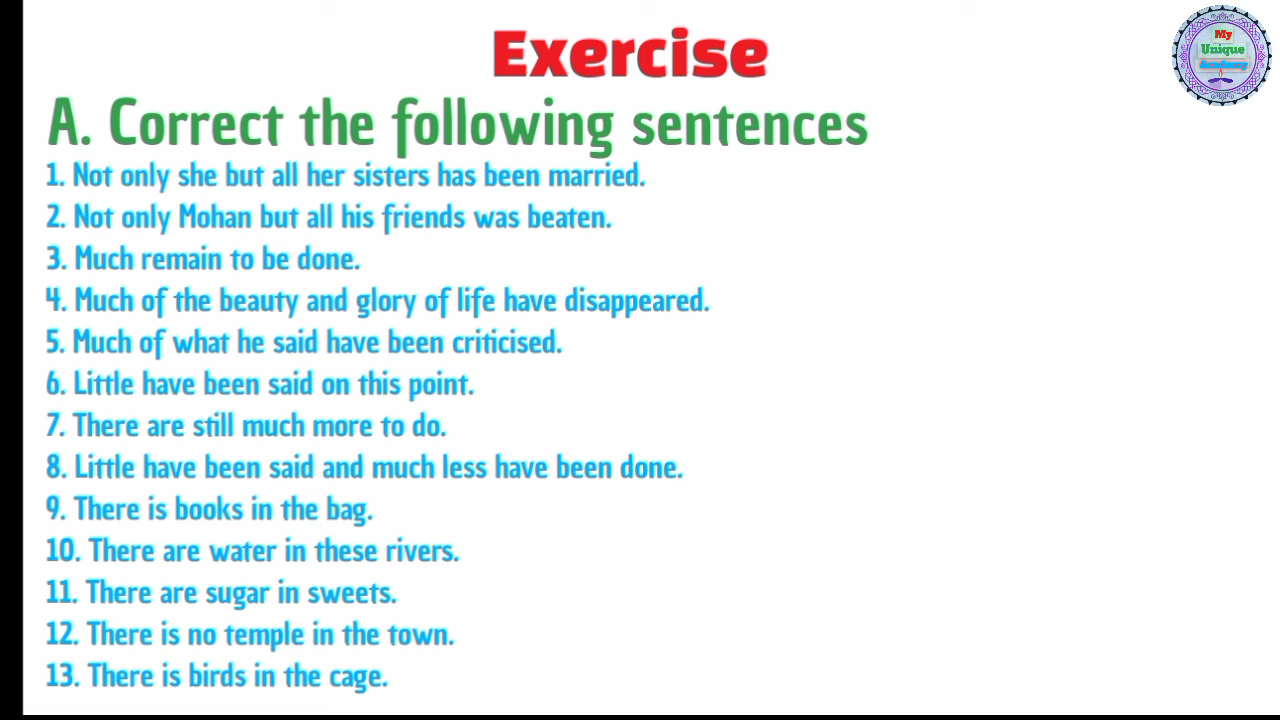 Exercise
My
Unique
Academy
A. Correct the following sentences
1. Not only she but all her sisters has been married.
2. Not only Mohan but all his friends was beaten.
3. Much remain to be done.
4. Much of the beauty and glory of life have disappeared.
5. Much of what he said have been criticised.
6. Little have been said on this point.
7. There are still much more to do.
8. Little have been said and much less have been done.
9. There is books in the bag.
10. There are water in these rivers.
11. There are sugar in sweets.
12. There is no temple in the town.
13. There is birds in the cage.